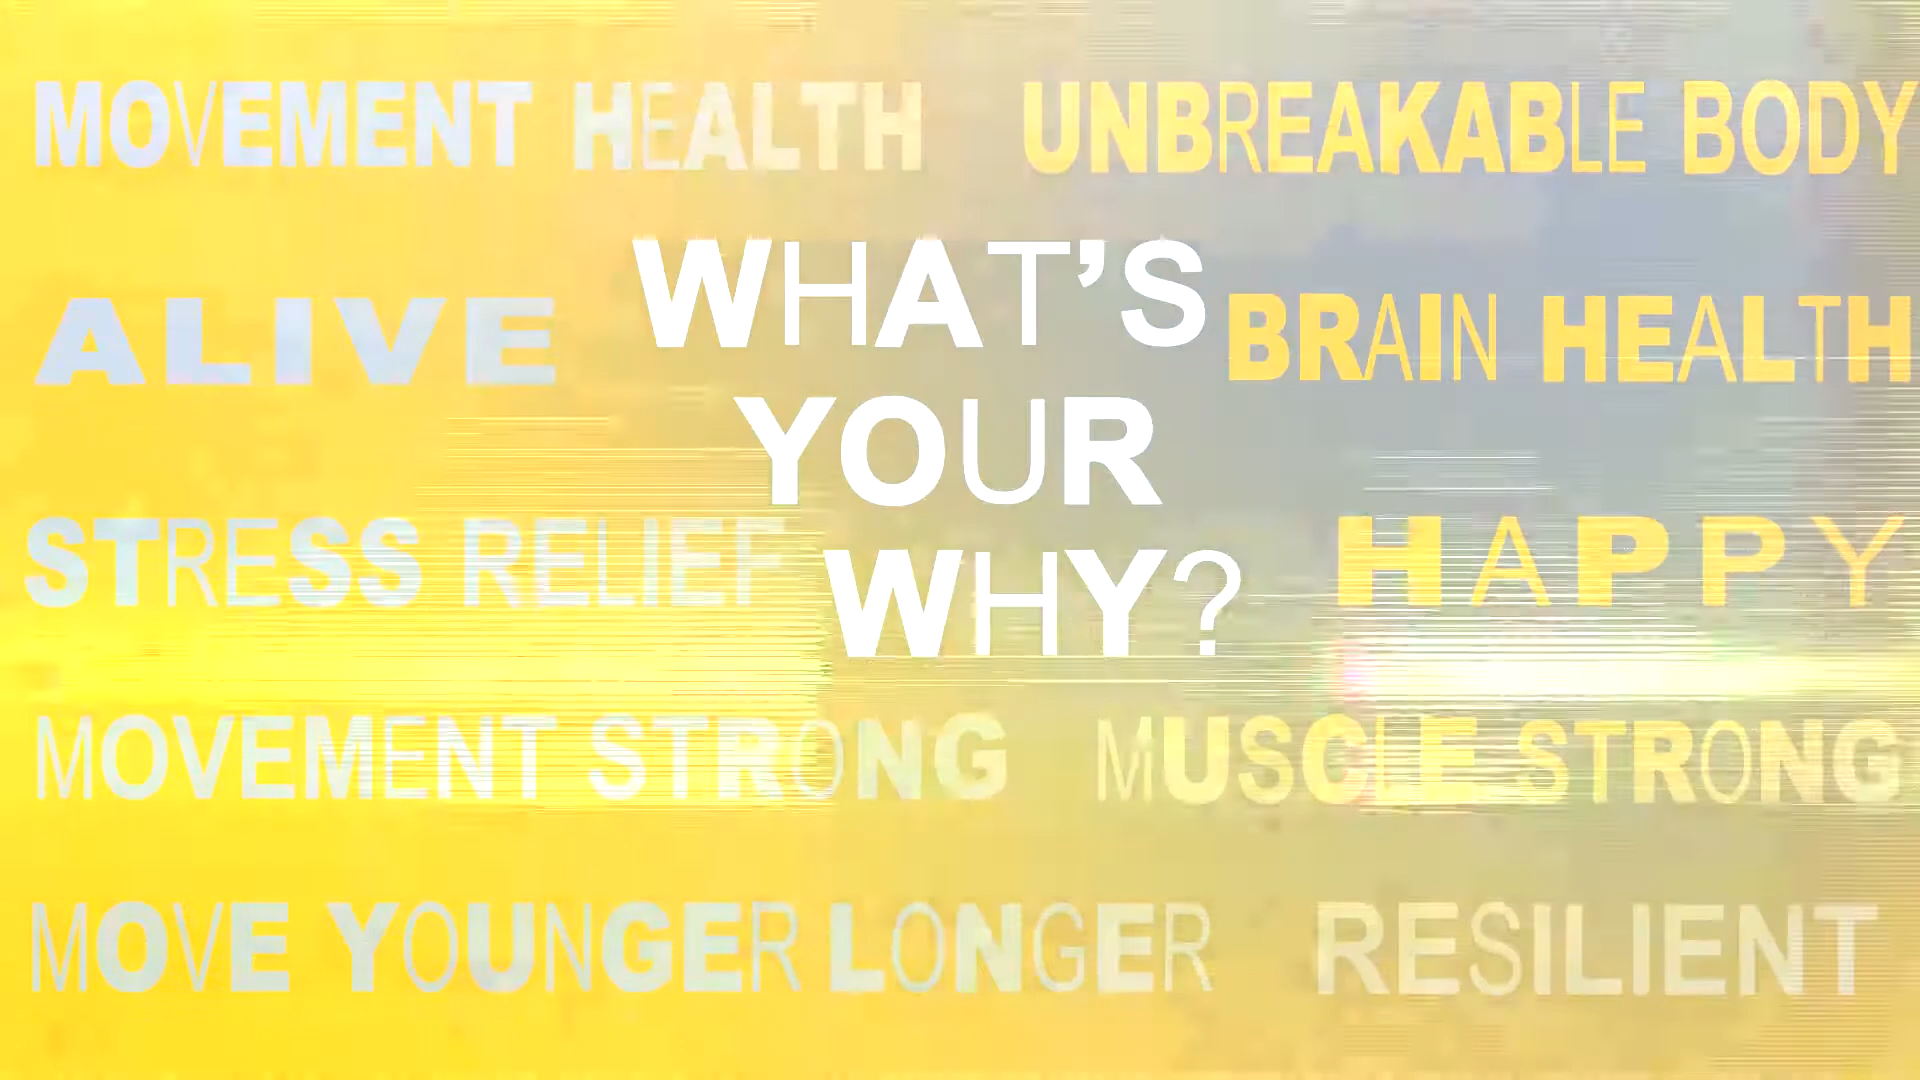 MOVEMENT HEALTH UNBREAKABLE BODY
WHAT'S
ALIVE
BRAIN HEALTH
YOUR
STRESS RELIEF
WHY?
HAPPY
MOVEMENT STRONG MUSCLE STRONG
MOVE YOUNGER LONGER RESILIENT